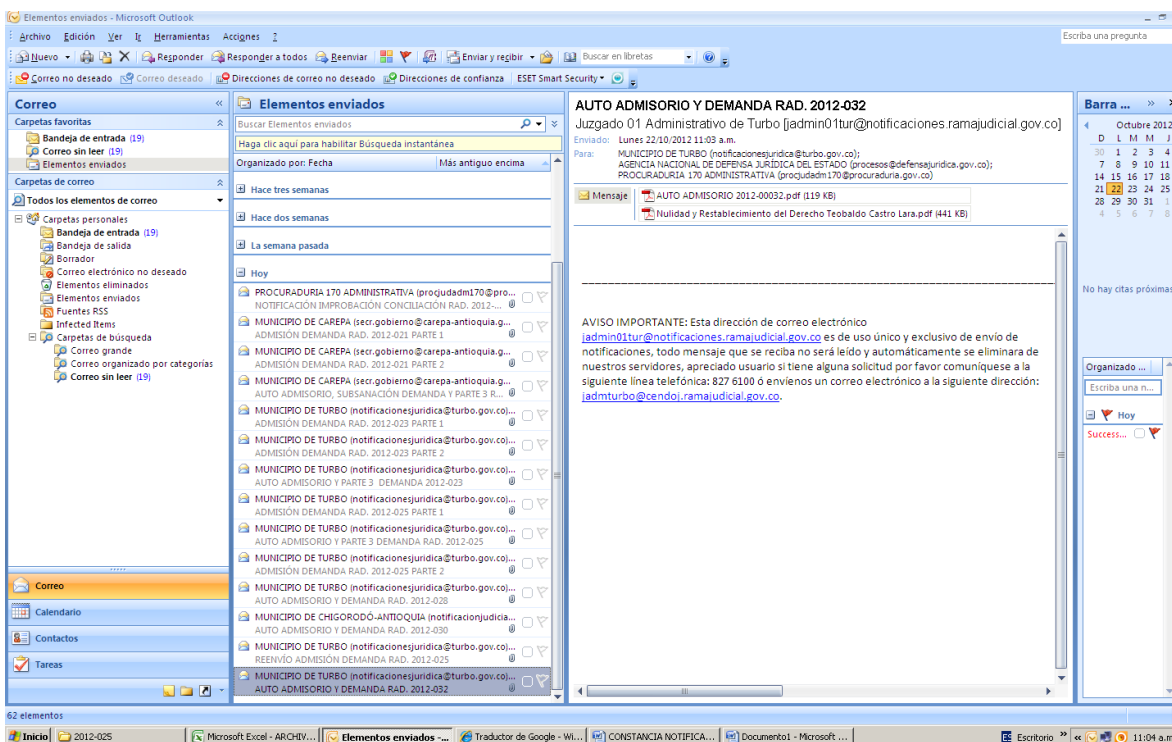 Elementos enviados - Microsoft Outlook
Archivo Edición Ver Ir Herramientas Acciones ?
Escriba una pregunta
Nuevo Responder Responder a todos Reenviar Enviar y recibir Buscar en libretas
Correo no deseado Correo deseado Direcciones de correo no deseado Direcciones de confianza ESET Smart Security
Correo
Carpetas favoritas
Bandeja de entrada (19)
Correo sin leer (19)
Elementos enviados
Carpetas de correo
Todos los elementos de correo
Carpetas personales
Bandeja de entrada (19)
Bandeja de salida
Borrador
Correo electrónico no deseado
Elementos eliminados
Elementos enviados
Fuentes RSS
Infected Items
Carpetas de búsqueda
Correo grande
Correo organizado por categorías
Correo sin leer (19)
Correo
Calendario
Contactos
Tareas
Elementos enviados
Buscar Elementos enviados
Haga clic aquí para habilitar Búsqueda instantánea
Organizado por: Fecha Más antiguo encima
Hace tres semanas
Hace dos semanas
La semana pasada
Hoy
PROCURADURIA 170 ADMINISTRATIVA (procjudadm170@pro...
NOTIFICACIÓN IMPROBACIÓN CONCILIACIÓN RAD. 2012-...
MUNICIPIO DE CAREPA (secr.gobierno@carepa-antioquia.g...
ADMISIÓN DEMANDA RAD. 2012-021 PARTE 1
MUNICIPIO DE CAREPA (secr.gobierno@carepa-antioquia.g...
ADMISIÓN DEMANDA RAD. 2012-021 PARTE 2
MUNICIPIO DE CAREPA (secr.gobierno@carepa-antioquia.g...
AUTO ADMISORIO, SUBSANACIÓN DEMANDA Y PARTE 3 R...
MUNICIPIO DE TURBO (notificacionesjuridica@turbo.gov.co)...
ADMISIÓN DEMANDA RAD. 2012-023 PARTE 1
MUNICIPIO DE TURBO (notificacionesjuridica@turbo.gov.co)...
ADMISIÓN DEMANDA RAD. 2012-023 PARTE 2
MUNICIPIO DE TURBO (notificacionesjuridica@turbo.gov.co)...
AUTO ADMISORIO Y PARTE 3 DEMANDA 2012-023
MUNICIPIO DE TURBO (notificacionesjuridica@turbo.gov.co)...
ADMISIÓN DEMANDA RAD. 2012-025 PARTE 1
MUNICIPIO DE TURBO (notificacionesjuridica@turbo.gov.co)...
AUTO ADMISORIO Y PARTE 3 DEMANDA RAD. 2012-025
MUNICIPIO DE TURBO (notificacionesjuridica@turbo.gov.co)...
ADMISIÓN DEMANDA RAD. 2012-025 PARTE 2
MUNICIPIO DE TURBO (notificacionesjuridica@turbo.gov.co)...
AUTO ADMISORIO Y DEMANDA RAD. 2012-028
MUNICIPIO DE CHIGORODÓ-ANTIOQUIA (notificacionjudicia...
AUTO ADMISORIO Y DEMANDA RAD. 2012-030
MUNICIPIO DE TURBO (notificacionesjuridica@turbo.gov.co)...
REENVÍO ADMISIÓN DEMANDA RAD. 2012-025
MUNICIPIO DE TURBO (notificacionesjuridica@turbo.gov.co)...
AUTO ADMISORIO Y DEMANDA RAD. 2012-032
AUTO ADMISORIO Y DEMANDA RAD. 2012-032
Juzgado 01 Administrativo de Turbo [jadmin01tur@notificaciones.ramajudicial.gov.co]
Enviado: Lunes 22/10/2012 11:03 a.m.
Para: MUNICIPIO DE TURBO (notificacionesjuridica@turbo.gov.co);
AGENCIA NACIONAL DE DEFENSA JURÍDICA DEL ESTADO (procesos@defensajuridica.gov.co);
PROCURADURIA 170 ADMINISTRATIVA (procjudadm170@procuraduria.gov.co)
Mensaje AUTO ADMISORIO 2012-00032.pdf (119 KB)
Nulidad y Restablecimiento del Derecho Teobaldo Castro Lara.pdf (441 KB)
AVISO IMPORTANTE: Esta dirección de correo electrónico
jadmin01tur@notificaciones.ramajudicial.gov.co es de uso único y exclusivo de envío de
notificaciones, todo mensaje que se reciba no será leído y automáticamente se eliminara de
nuestros servidores, apreciado usuario si tiene alguna solicitud por favor comuníquese a la
siguiente línea telefónica: 827 6100 ó envíenos un correo electrónico a la siguiente dirección:
jadmturbo@cendoj.ramajudicial.gov.co.
Barra ...
Octubre 2012
D L M M J
30 1 2 3 4
7 8 9 10 11
14 15 16 17 18
21 22 23 24 25
28 29 30 31 1
4 5 6 7 8
No hay citas próximas
Organizado ...
Escriba una n...
Hoy
Success...
62 elementos
Inicio 2012-025 Microsoft Excel - ARCHIV... Elementos enviados -... Traductor de Google - Wi... CONSTANCIA NOTIFICA... Documento1 - Microsoft ... ES Escritorio 11:04 a.m